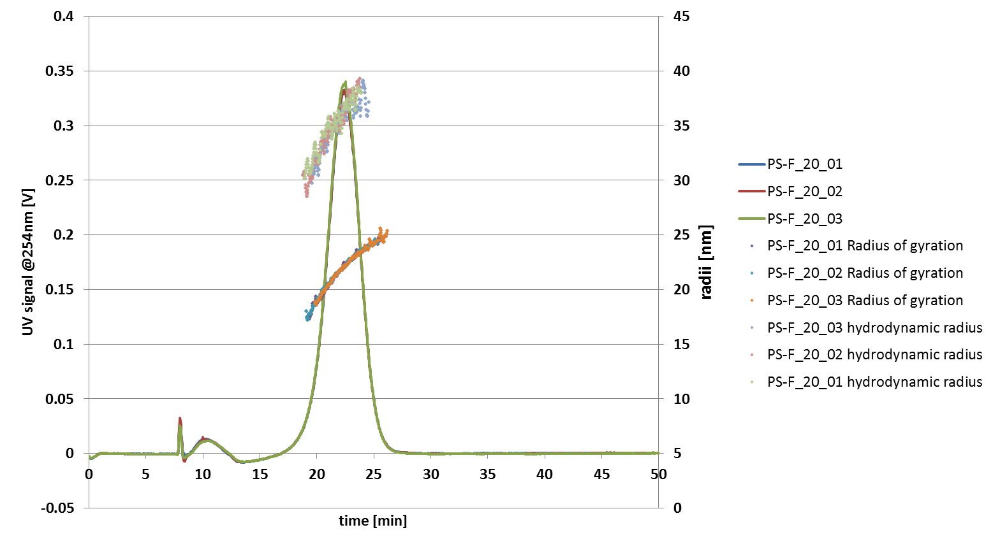 0.4
0.35
0.3
0.25
0.2
0.15
0.1
0.05
0
-0.05
UV signal @254nm [V]
0 5 10 15 20 25 30 35 40 45 50
time [min]
45
40
35
30
25
20
15
10
5
0
radii [nm]
PS-F_20_01
PS-F_20_02
PS-F_20_03
PS-F_20_01 Radius of gyration
PS-F_20_02 Radius of gyration
PS-F_20_03 Radius of gyration
PS-F_20_03 hydrodynamic radius
PS-F_20_02 hydrodynamic radius
PS-F_20_01 hydrodynamic radius